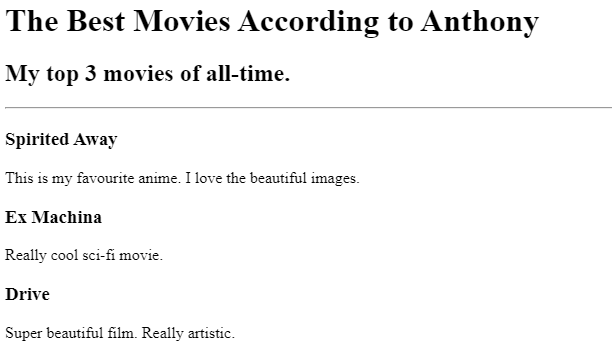 The Best Movies According to Anthony
My top 3 movies of all-time.
Spirited Away
This is my favourite anime. I love the beautiful images.
Ex Machina
Really cool sci-fi movie.
Drive
Super beautiful film. Really artistic.